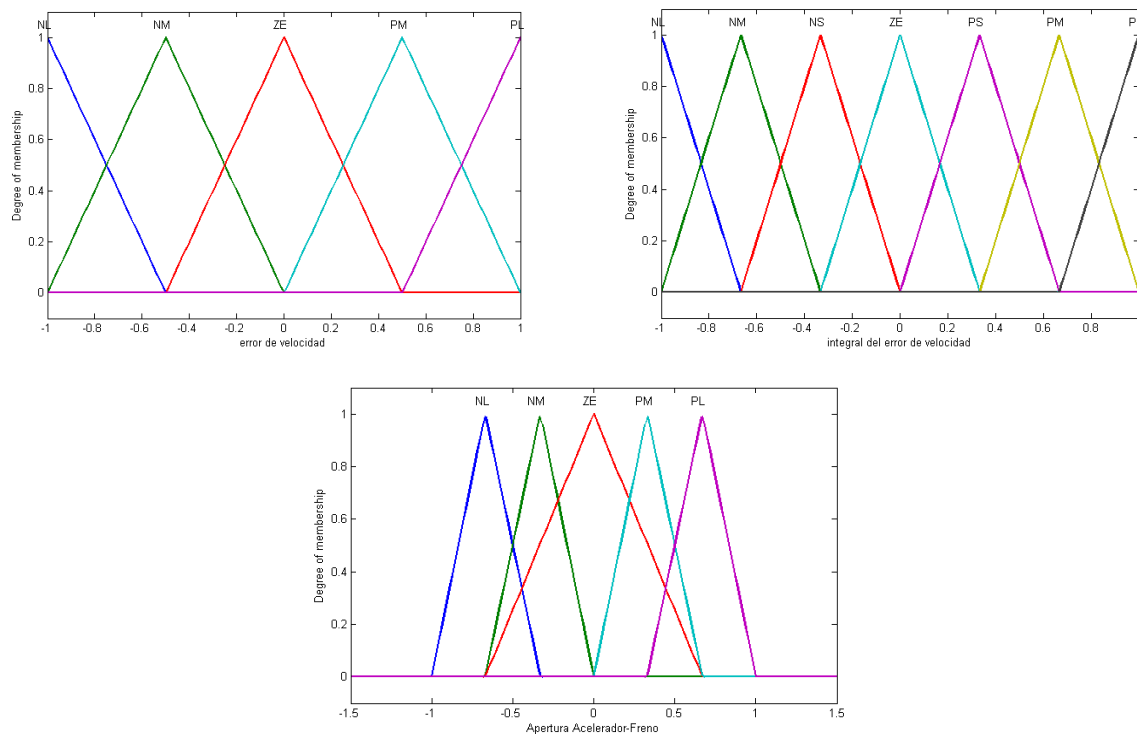 NL NM ZE PM PL
1
0.8
0.6
0.4
0.2
0
Degree of membership
-1 -0.8 -0.6 -0.4 -0.2 0 0.2 0.4 0.6 0.8 1
error de velocidad
NL NM NS ZE PS PM P
1
0.8
0.6
0.4
0.2
0
Degree of membership
-1 -0.8 -0.6 -0.4 -0.2 0 0.2 0.4 0.6 0.8
integral del error de velocidad
NL NM ZE PM PL
1
0.8
0.6
0.4
0.2
0
Degree of membership
-1.5 -1 -0.5 0 0.5 1 1.5
Apertura Acelerador-Freno